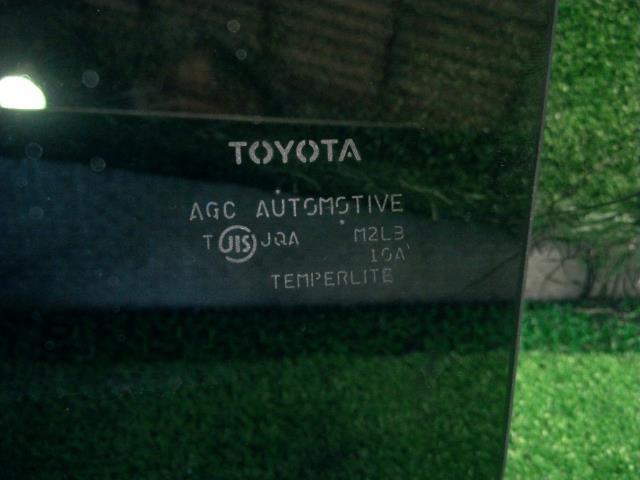 TOYOTA
AGC AUTOMOTIVE
T JIS JQA M2L3
10A
TEMPERLITE